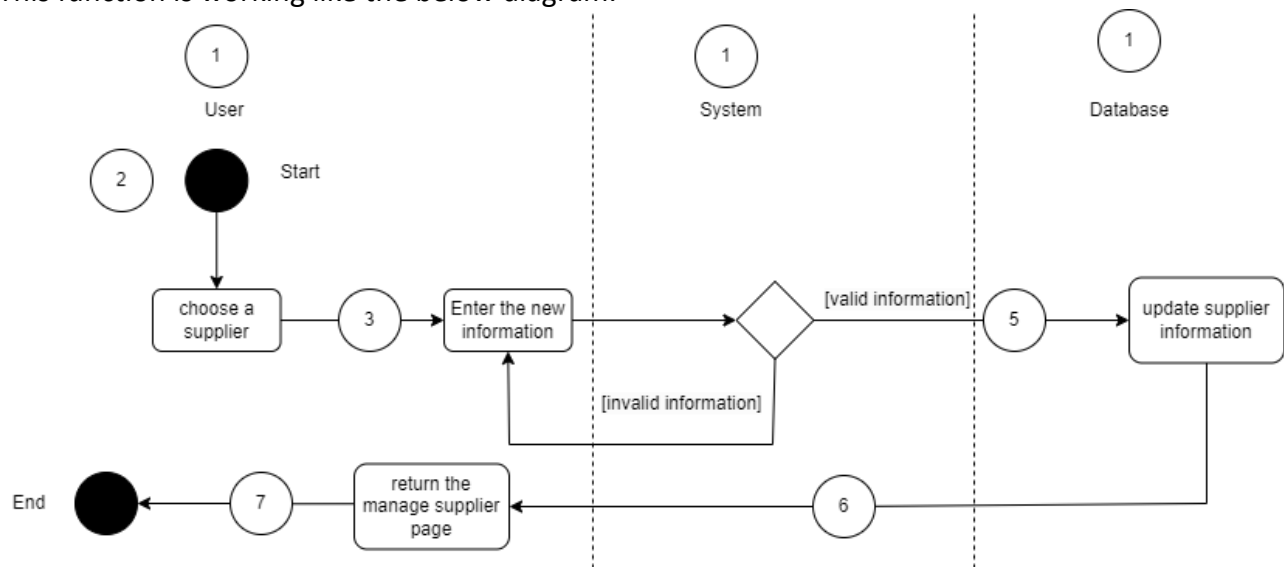 This function is working like the below diagram.
1
1
1
User
System
Database
2
Start
choose a
supplier
3
Enter the new
information
[valid information]
5
update supplier
information
[invalid information]
End
7
return the
manage supplier
page
6